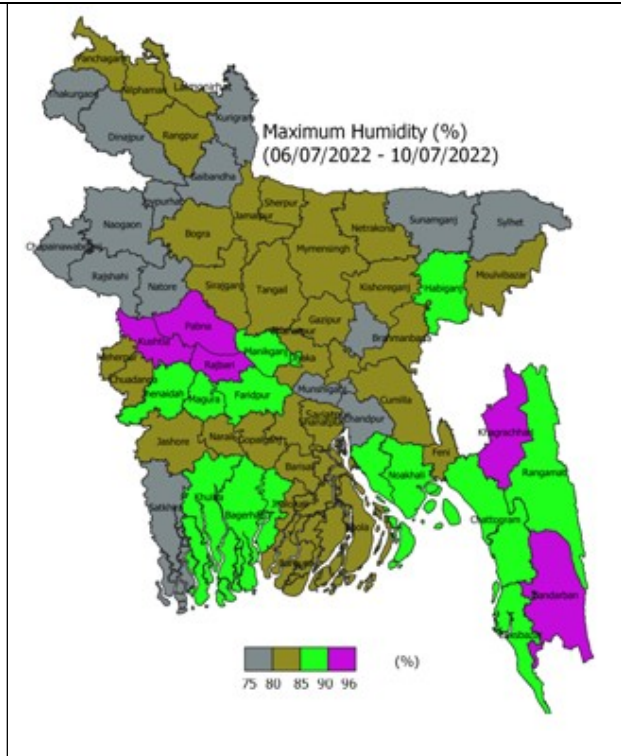 Panchagarh
Nilphamari
Lalmonirhat
Thakurgaon
Kurigram
Dinajpur
Rangpur
Maximum Humidity (%)
(06/07/2022 - 10/07/2022)
Gaibandha
Joypurhat
Sherpur
Jamalpur
Naogaon
Netrakona
Sunamganj
Sylhet
Bogra
Mymensingh
Chapainawabganj
Rajshahi
Natore
Sirajganj
Tangail
Kishoreganj
Habiganj
Moulvibazar
Gazipur
Pabna
Kushtia
Brahmanbaria
Manikganj
Dhaka
Meherpur
Rajbari
Chuadanga
Jhenaidah
Magura
Faridpur
Munshiganj
Chandpur
Cumilla
Khagrachhari
Rangamati
Jashore
Narail
Gopalganj
Feni
Barisal
Noakhali
Satkhira
Khulna
Bagerhat
Bhola
Chattogram
Bandarban
(%)
75 80 85 90 96